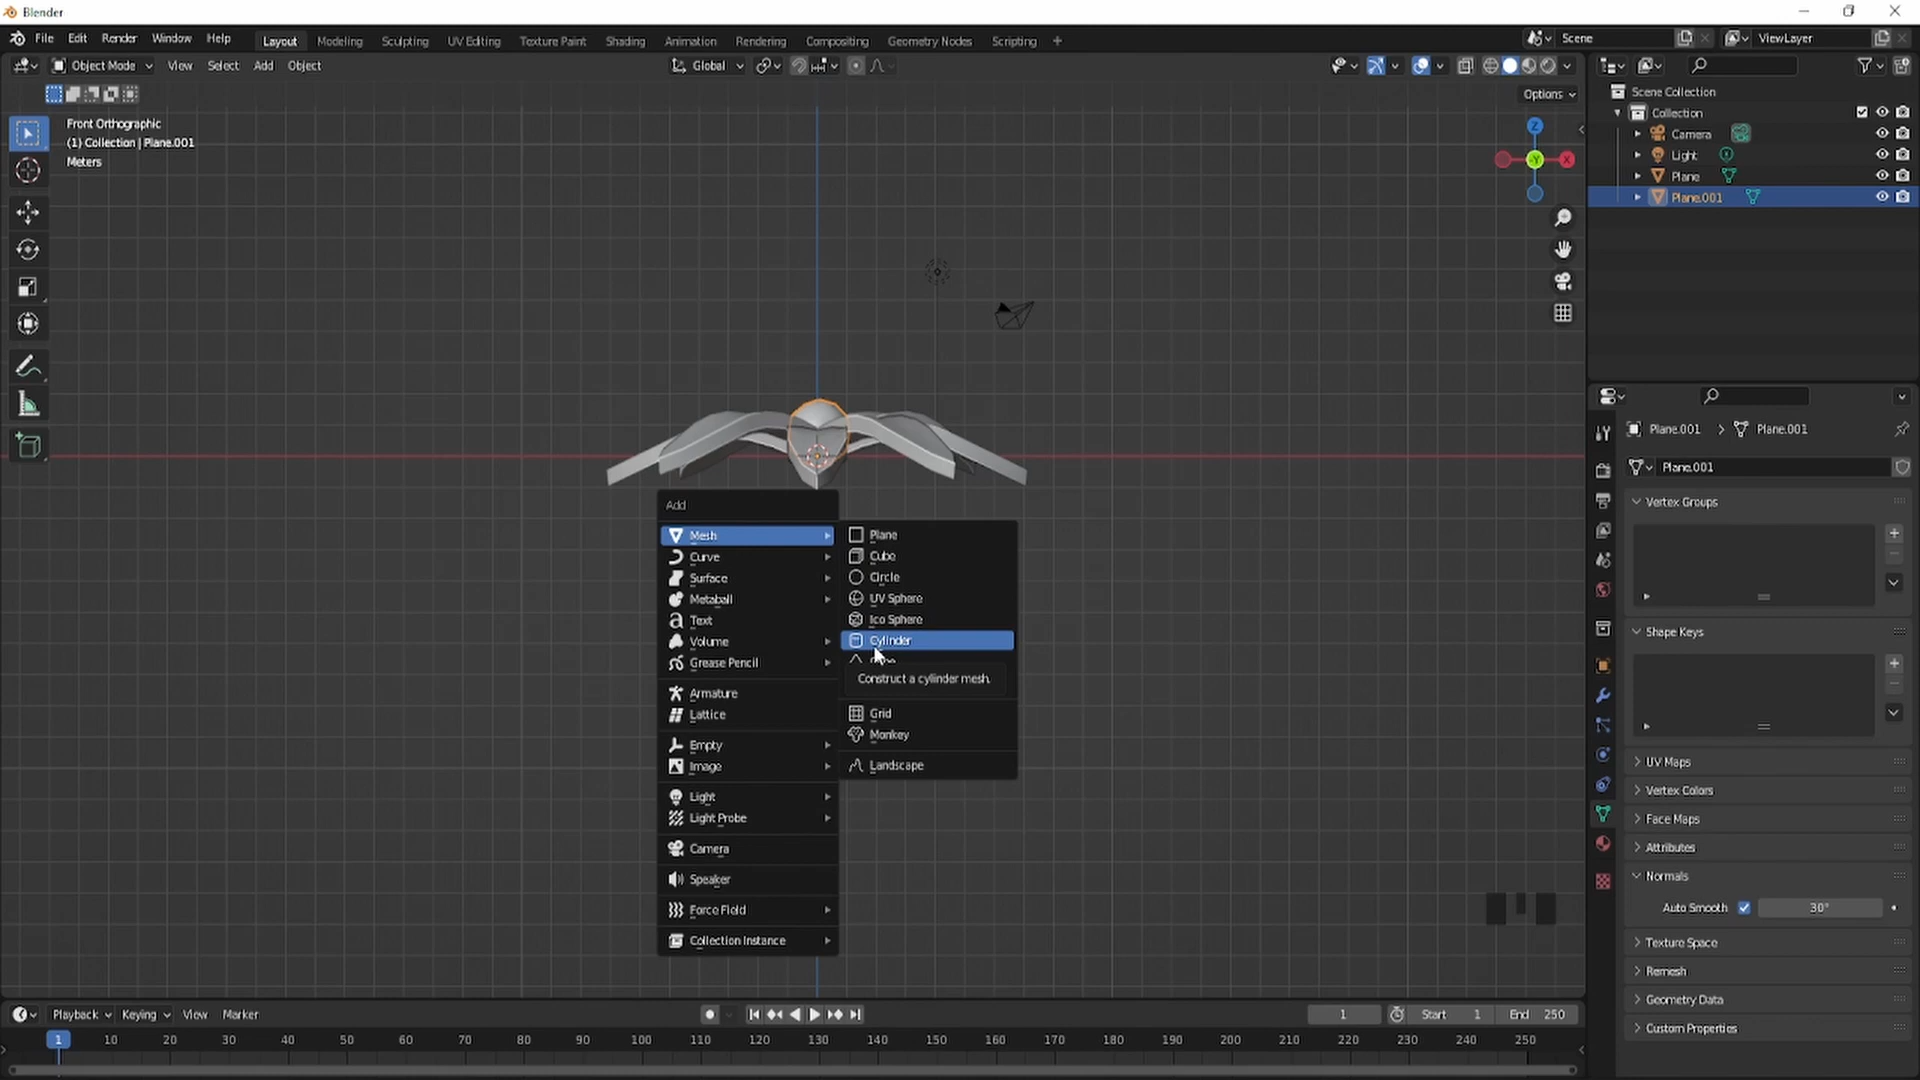 Blender
File Edit Render Window Help
Layout Modeling Sculpting UV Editing Texture Paint Shading Animation Rendering Compositing Geometry Nodes Scripting +
Scene
ViewLayer
Object Mode View Select Add Object
Global
Options
Front Orthographic
(1) Collection | Plane.001
Meters
Z
Y
X
Scene Collection
Collection
Camera
Light
Plane
Plane.001
Plane.001 > Plane.001
Plane.001
Vertex Groups
Shape Keys
UV Maps
Vertex Colors
Face Maps
Attributes
Normals
Auto Smooth 30°
Texture Space
Remesh
Geometry Data
Custom Properties
Add
Mesh
Curve
Surface
Metaball
Text
Volume
Grease Pencil
Armature
Lattice
Empty
Image
Light
Light Probe
Camera
Speaker
Force Field
Collection Instance
Plane
Cube
Circle
UV Sphere
Ico Sphere
Cylinder
Construct a cylinder mesh.
Grid
Monkey
Landscape
Playback Keying View Marker
1 Start 1 End 250
1 10 20 30 40 50 60 70 80 90 100 110 120 130 140 150 160 170 180 190 200 210 220 230 240 250